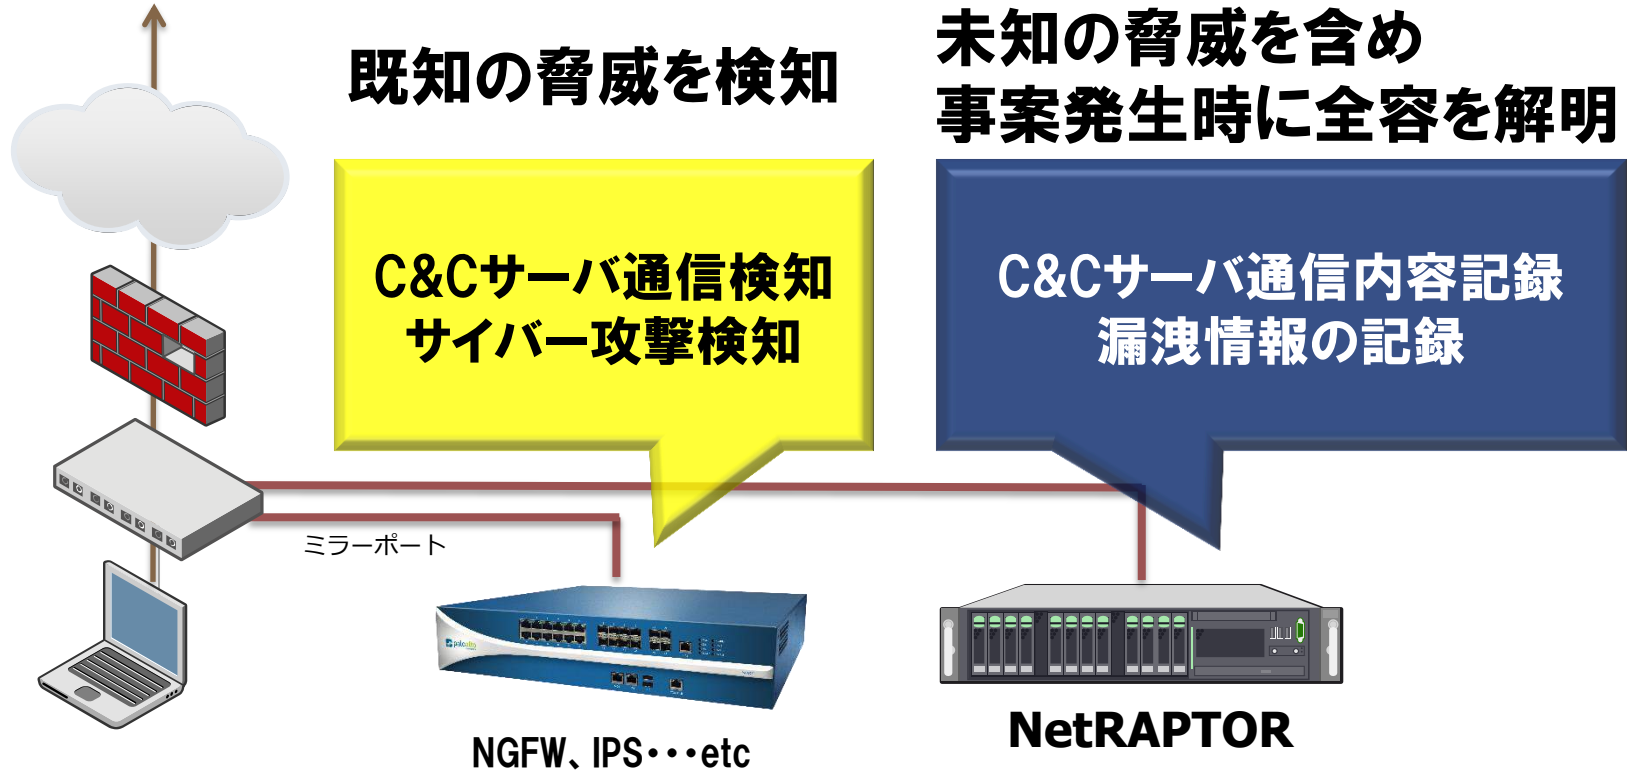 既知の脅威を検知
未知の脅威を含め
事案発生時に全容を解明
C&Cサーバ通信検知
サイバー攻撃検知
C&Cサーバ通信内容記録
漏洩情報の記録
ミラーポート
paloalto
NGFW、IPS・・・etc
NetRAPTOR